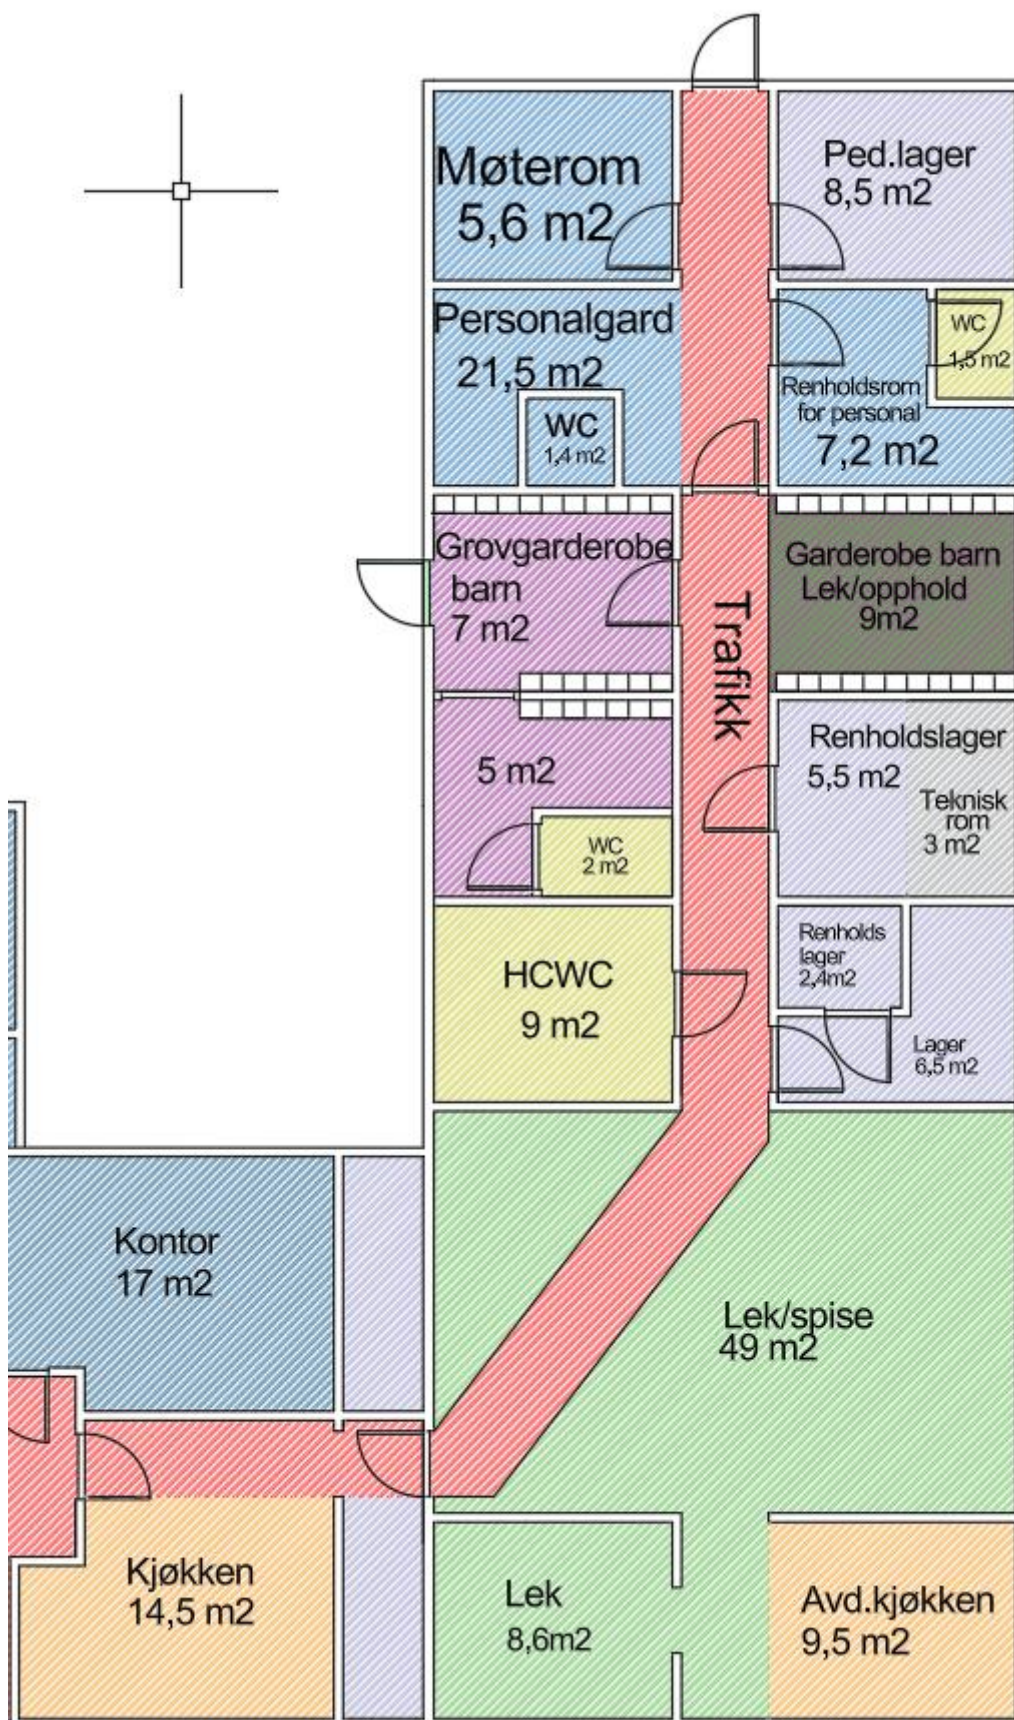 Møterom
5,6 m2
Ped.lager
8,5 m2
Personalgard
21,5 m2
WC
1,4 m2
WC
1,5 m2
Renholdsrom
for personal
7,2 m2
Grovgarderobe
barn
7 m2
Trafikk
Garderobe barn
Lek/opphold
9m2
5 m2
WC
2 m2
Renholdslager
5,5 m2
Teknisk
rom
3 m2
HCWC
9 m2
Renholds
lager
2,4m2
Lager
6,5 m2
Kontor
17 m2
Lek/spise
49 m2
Kjøkken
14,5 m2
Lek
8,6m2
Avd.kjøkken
9,5 m2